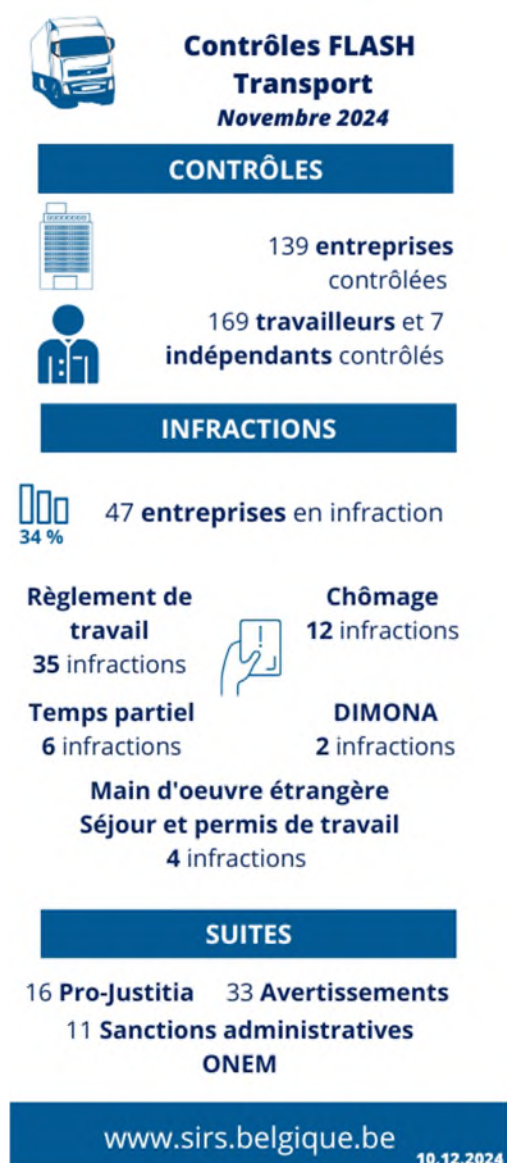 Contrôles FLASH
Transport
Novembre 2024
CONTRÔLES
139 entreprises
contrôlées
169 travailleurs et 7
indépendants contrôlés
INFRACTIONS
34 %
47 entreprises en infraction
Règlement de
travail
35 infractions
Chômage
12 infractions
Temps partiel
6 infractions
DIMONA
2 infractions
Main d'oeuvre étrangère
Séjour et permis de travail
4 infractions
SUITES
16 Pro-Justitia 33 Avertissements
11 Sanctions administratives
ONEM
www.sirs.belgique.be
10.12.2024